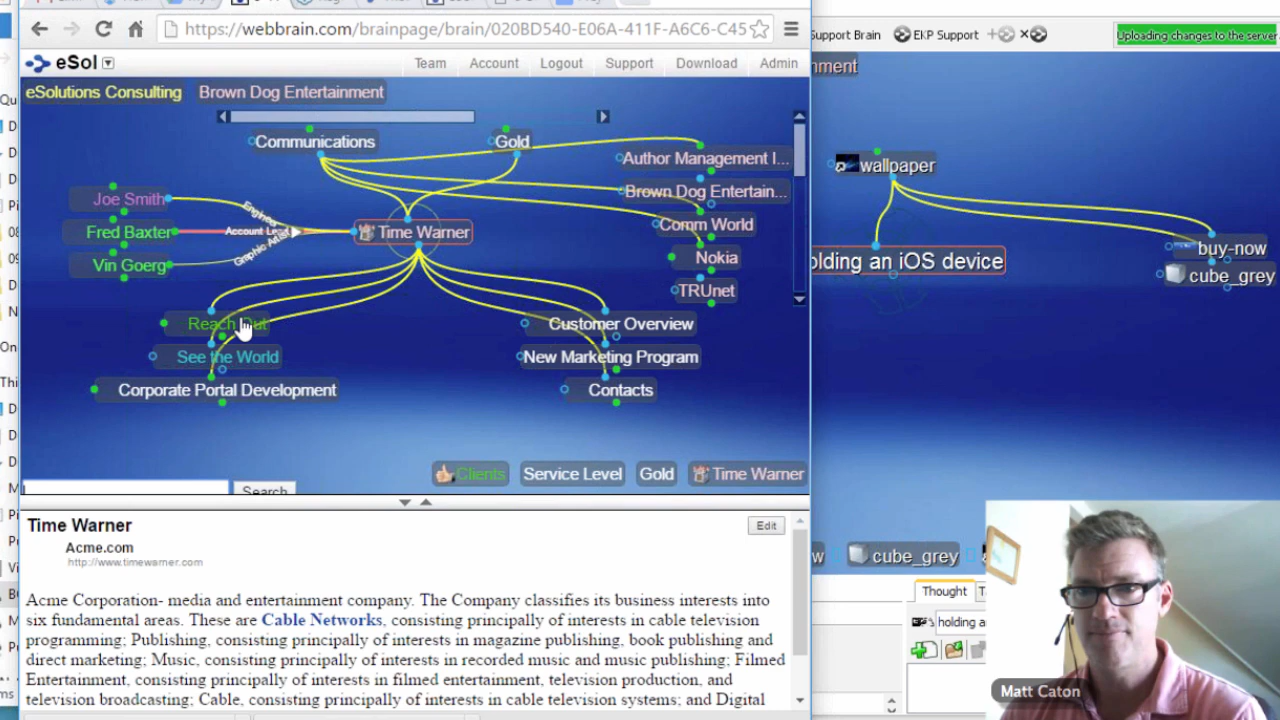 https://webbrain.com/brainpage/brain/020BD540-E06A-411F-A6C6-C45
Support Brain
EKP Support
Uploading changes to the server
eSol
Team
Account
Logout
Support
Download
Admin
eSolutions Consulting
Brown Dog Entertainment
Communications
Gold
Author Management I...
Brown Dog Entertain...
Comm World
Nokia
TRUnet
Joe Smith
Fred Baxter
Vin Goerg
Account
Graphic Artist
Time Warner
Reach Out
See the World
Corporate Portal Development
Customer Overview
New Marketing Program
Contacts
Clients
Service Level
Gold
Time Warner
Search
wallpaper
olding an iOS device
buy-now
cube_grey
cube_grey
Time Warner
Edit
Acme.com
http://www.timewarner.com
Acme Corporation- media and entertainment company. The Company classifies its business interests into
six fundamental areas. These are Cable Networks, consisting principally of interests in cable television
programming; Publishing, consisting principally of interests in magazine publishing, book publishing and
direct marketing; Music, consisting principally of interests in recorded music and music publishing; Filmed
Entertainment, consisting principally of interests in filmed entertainment, television production, and
television broadcasting; Cable, consisting principally of interests in cable television systems; and Digital
Thought
holding a
Matt Caton